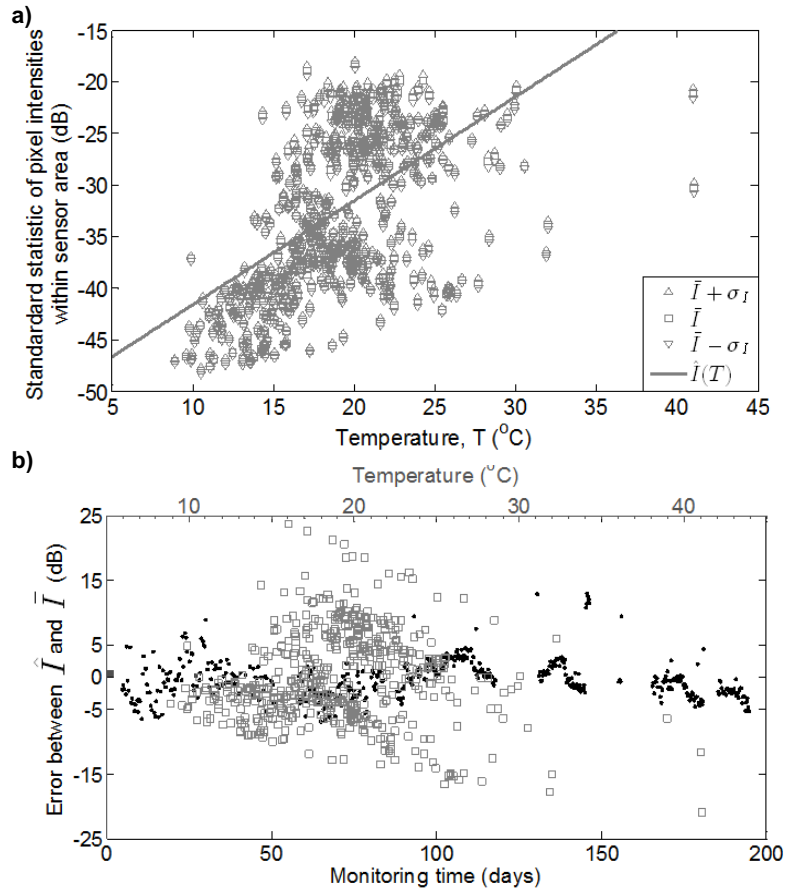 a)
-15
-20
-25
-30
-35
-40
-45
-50
Standardard statistic of pixel intensities
within sensor area (dB)
5 10 15 20 25 30 35 40 45
Temperature, T (°C)
Ī + σ_I
Ī
Ī − σ_I
Î(T)
b)
Temperature (°C)
10 20 30 40
25
15
5
0
-5
-15
-25
Error between Î and Ī (dB)
0 50 100 150 200
Monitoring time (days)